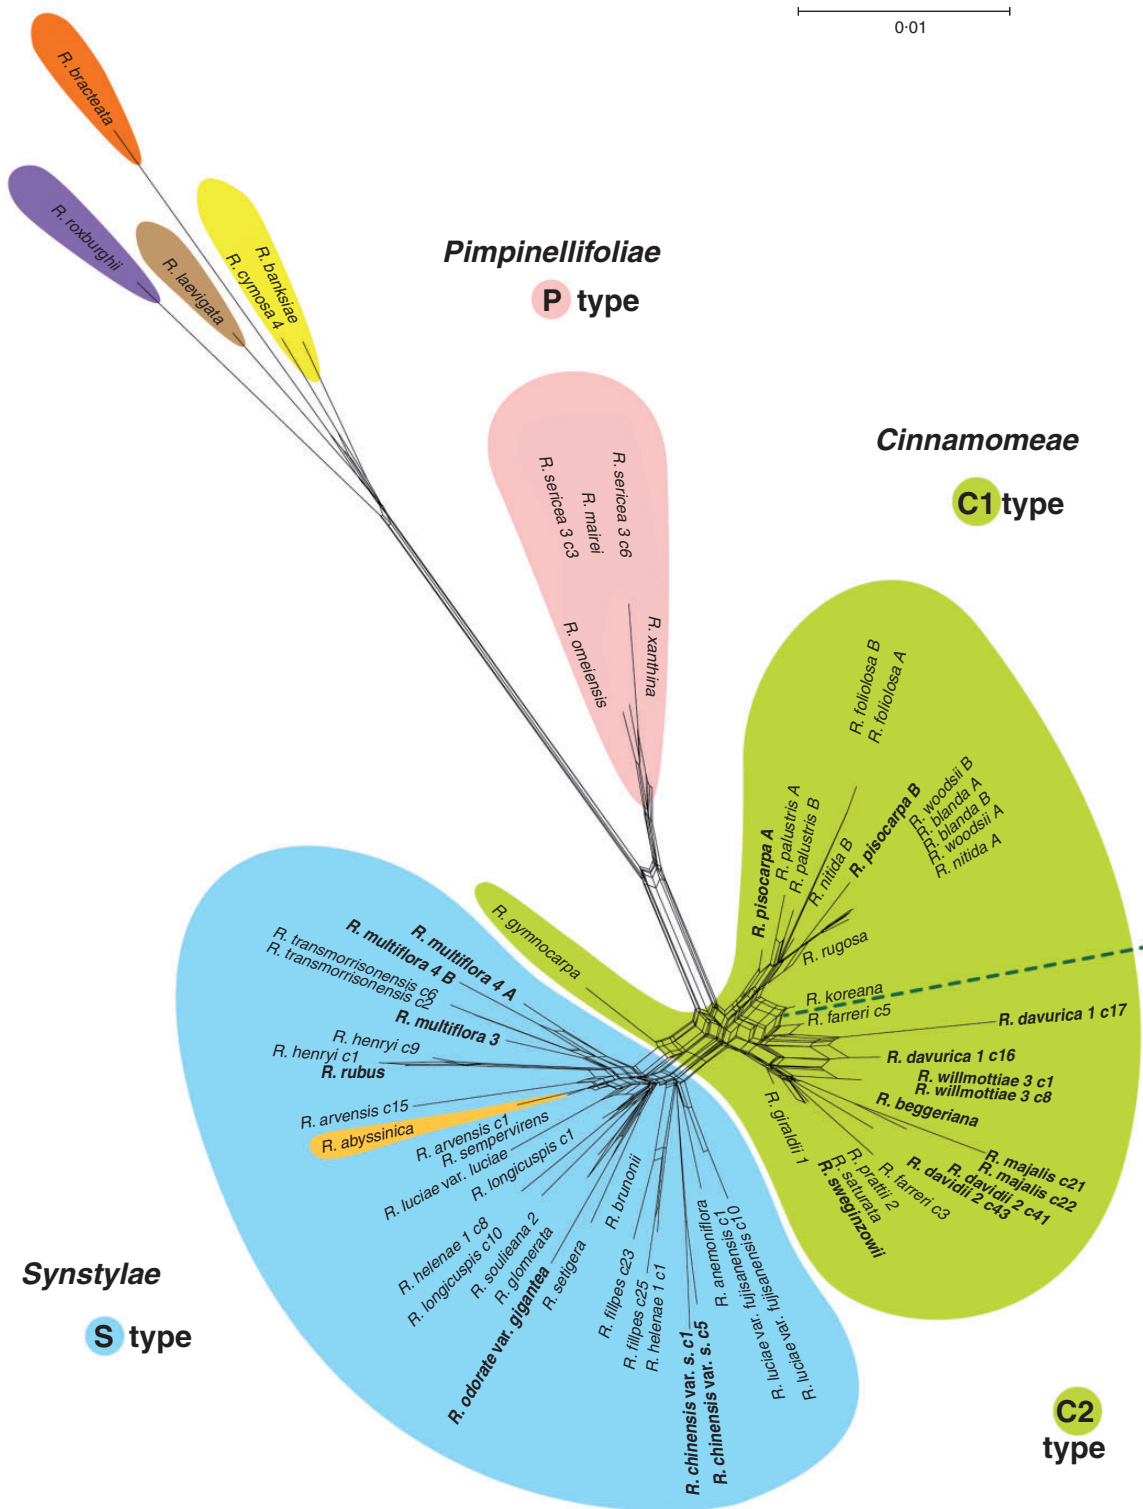 0·01
R. bracteata
R. roxburghii
R. laevigata
R. banksiae
R. cymosa 4
Pimpinellifoliae
P type
R. sericea 3 c3
R. mairei
R. sericea 3 c6
R. omeiensis
R. xanthina
Cinnamomeae
C1 type
R. foliolosa B
R. foliolosa A
R. pisocarpa A
R. palustris A
R. palustris B
R. nitida B
R. pisocarpa B
R. woodsii B
R. blanda A
R. blanda B
R. woodsii A
R. nitida A
R. rugosa
R. koreana
R. farreri c5
R. davurica 1 c17
R. davurica 1 c16
R. willmottiae 3 c1
R. willmottiae 3 c8
R. beggeriana
R. majalis c21
R. majalis c22
R. davidii 2 c41
R. davidii 2 c43
R. farreri c3
R. prattii 2
R. saturata
R. sweginzowii
R. giraldii 1
R. gymnocarpa
R. multiflora 4 A
R. multiflora 4 B
R. transmorrisonensis c6
R. transmorrisonensis c2
R. multiflora 3
R. henryi c9
R. henryi c1
R. rubus
R. arvensis c15
R. abyssinica
R. arvensis c1
R. sempervirens
R. luciae var. luciae
R. longicuspis c1
R. helenae 1 c8
R. longicuspis c10
R. soulieana 2
R. glomerata
R. odorate var. gigantea
R. setigera
R. brunonii
R. fillpes c23
R. fillpes c25
R. helenae 1 c1
R. chinensis var. s. c1
R. chinensis var. s. c5
R. anemoniflora
R. luciae var. fujisanensis c1
R. luciae var. fujisanensis c10
Synstylae
S type
C2
type